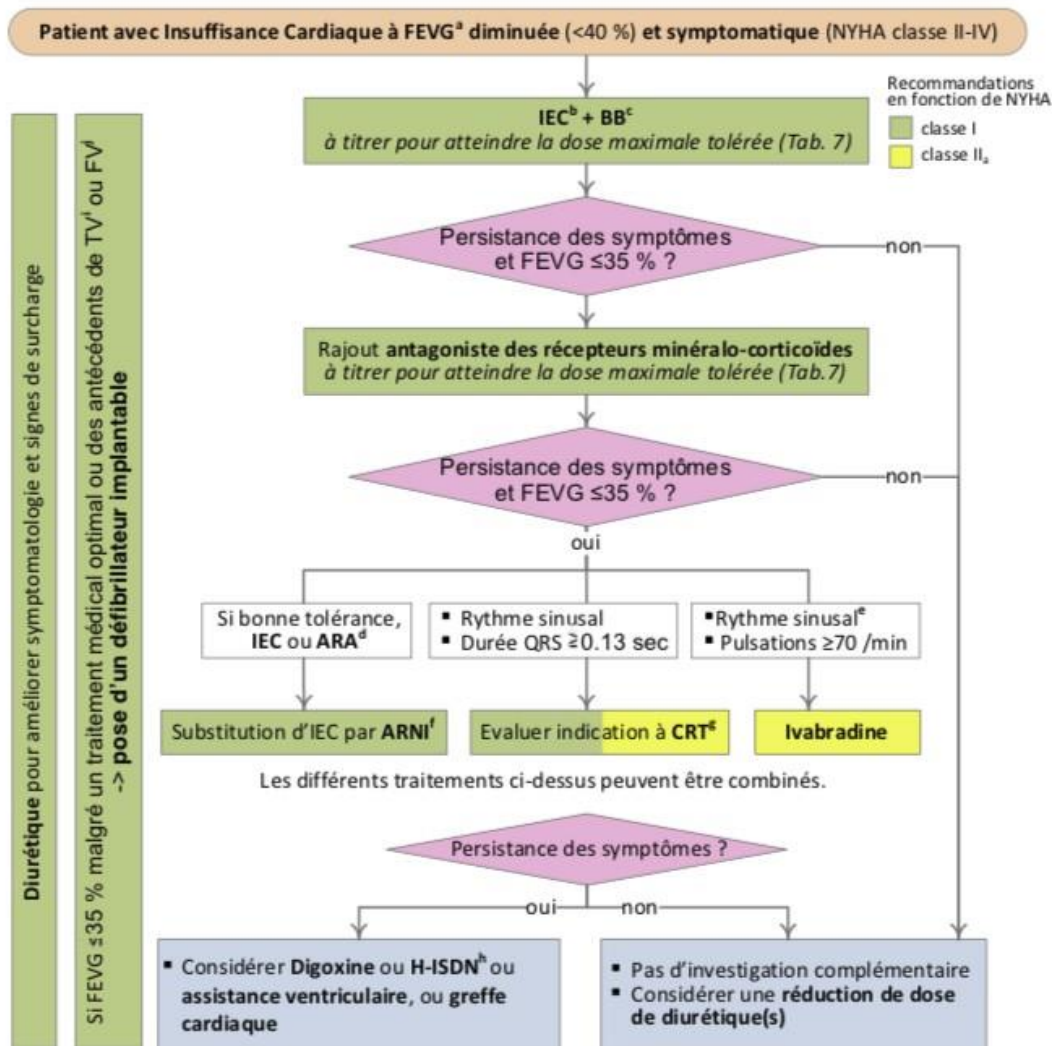 Patient avec Insuffisance Cardiaque à FEVGᵃ diminuée (<40 %) et symptomatique (NYHA classe II-IV)
Recommandations
en fonction de NYHA
classe I
classe IIₐ
Diurétique pour améliorer symptomatologie et signes de surcharge
Si FEVG ≤35 % malgré un traitement médical optimal ou des antécédents de TVⁱ ou FVʲ
-> pose d'un défibrillateur implantable
IECᵇ + BBᶜ
à titrer pour atteindre la dose maximale tolérée (Tab. 7)
Persistance des symptômes
et FEVG ≤35 % ?
non
Rajout antagoniste des récepteurs minéralo-corticoïdes
à titrer pour atteindre la dose maximale tolérée (Tab.7)
Persistance des symptômes
et FEVG ≤35 % ?
non
oui
Si bonne tolérance,
IEC ou ARAᵈ
▪ Rythme sinusal
▪ Durée QRS ≥0.13 sec
▪ Rythme sinusalᵉ
▪ Pulsations ≥70 /min
Substitution d'IEC par ARNIᶠ
Evaluer indication à CRTᵍ
Ivabradine
Les différents traitements ci-dessus peuvent être combinés.
Persistance des symptômes ?
oui
non
▪ Considérer Digoxine ou H-ISDNʰ ou
assistance ventriculaire, ou greffe
cardiaque
▪ Pas d'investigation complémentaire
▪ Considérer une réduction de dose
de diurétique(s)